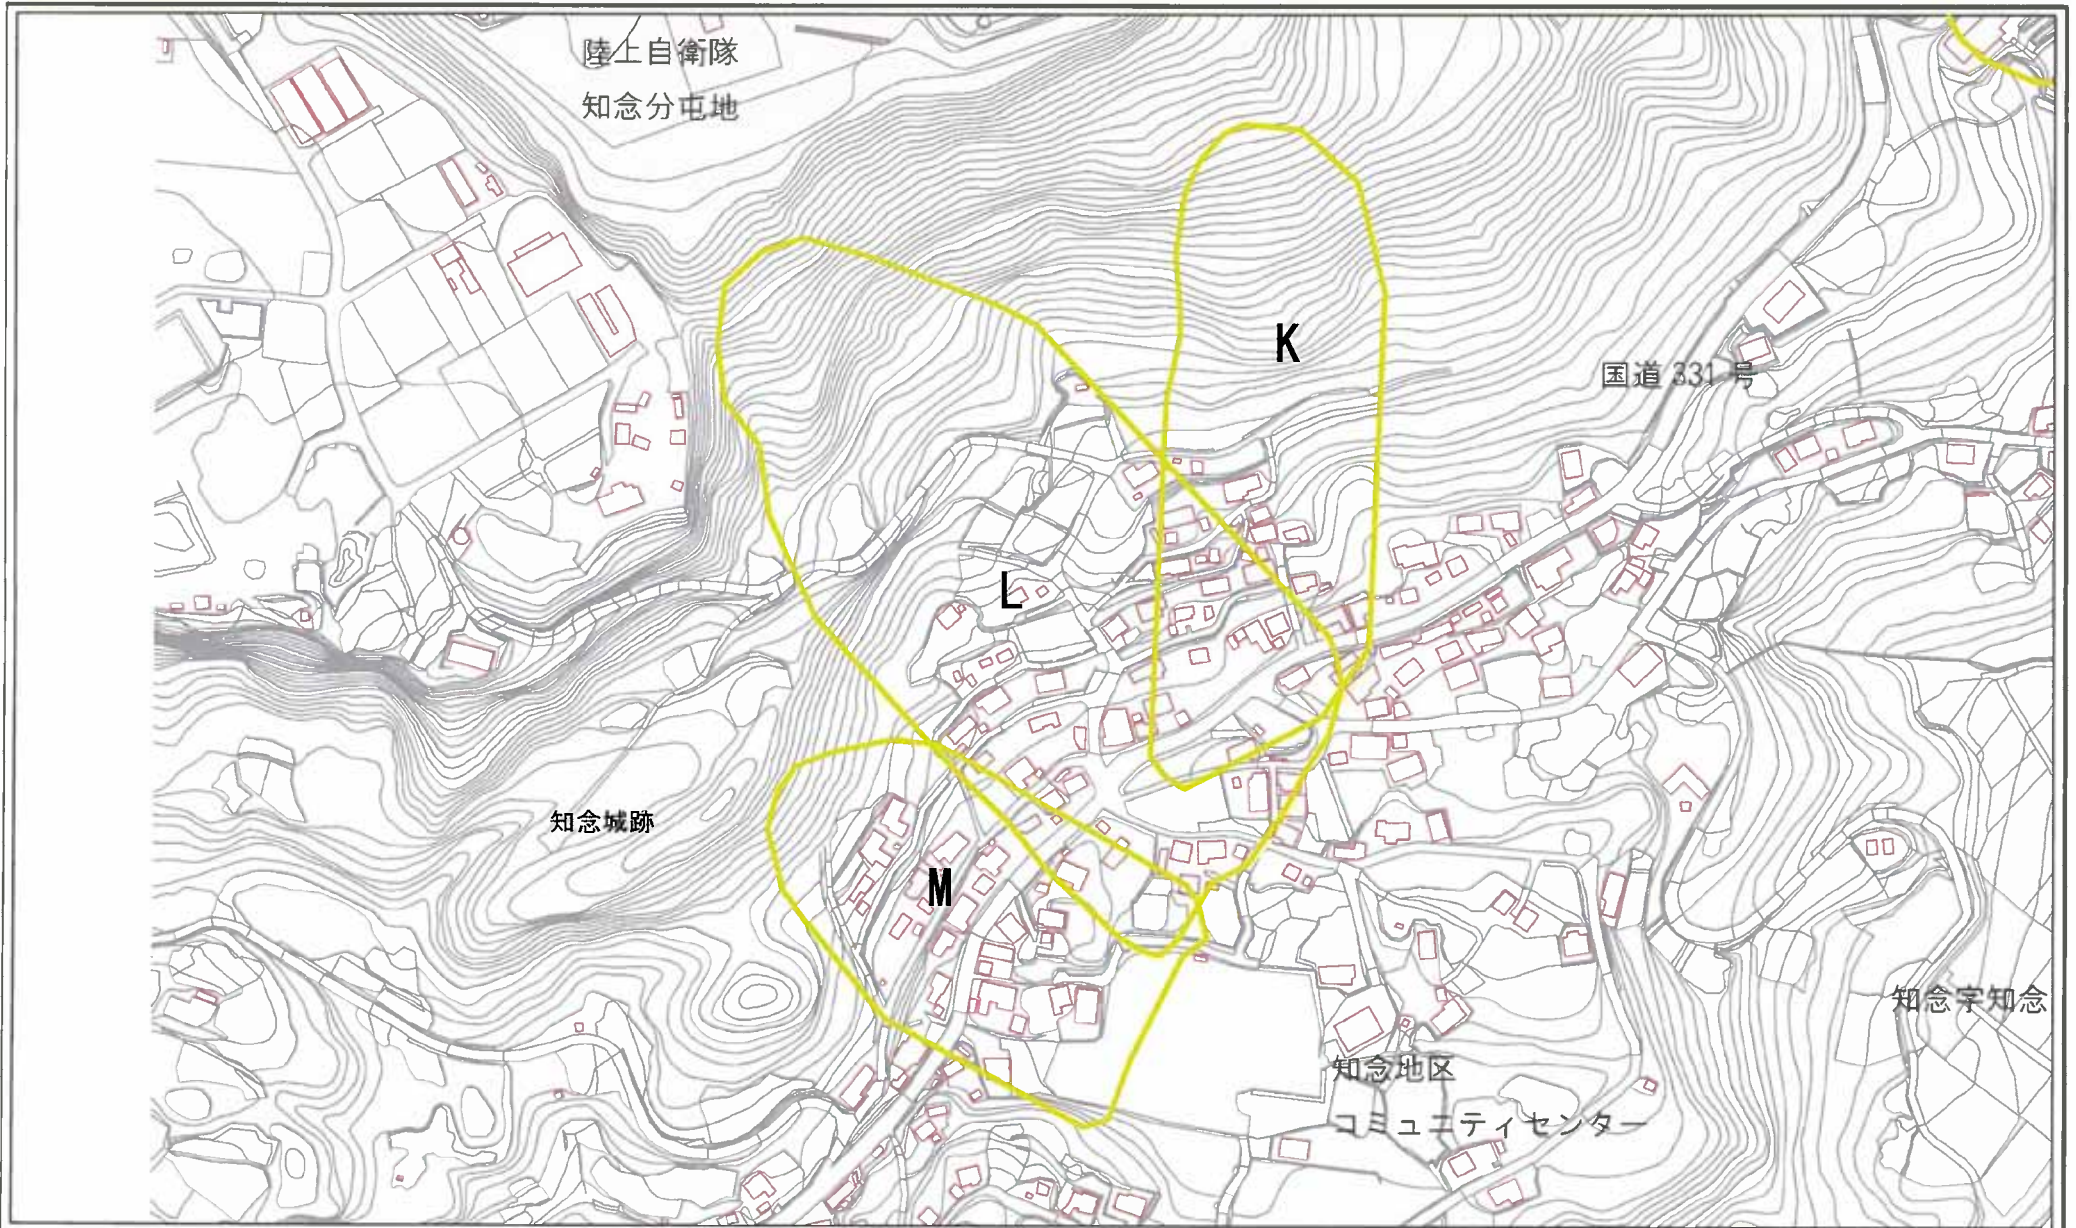 陸上自衛隊
知念分屯地
K
国道 331 号
L
知念城跡
M
知念字知念
知念地区
コミュニティセンター